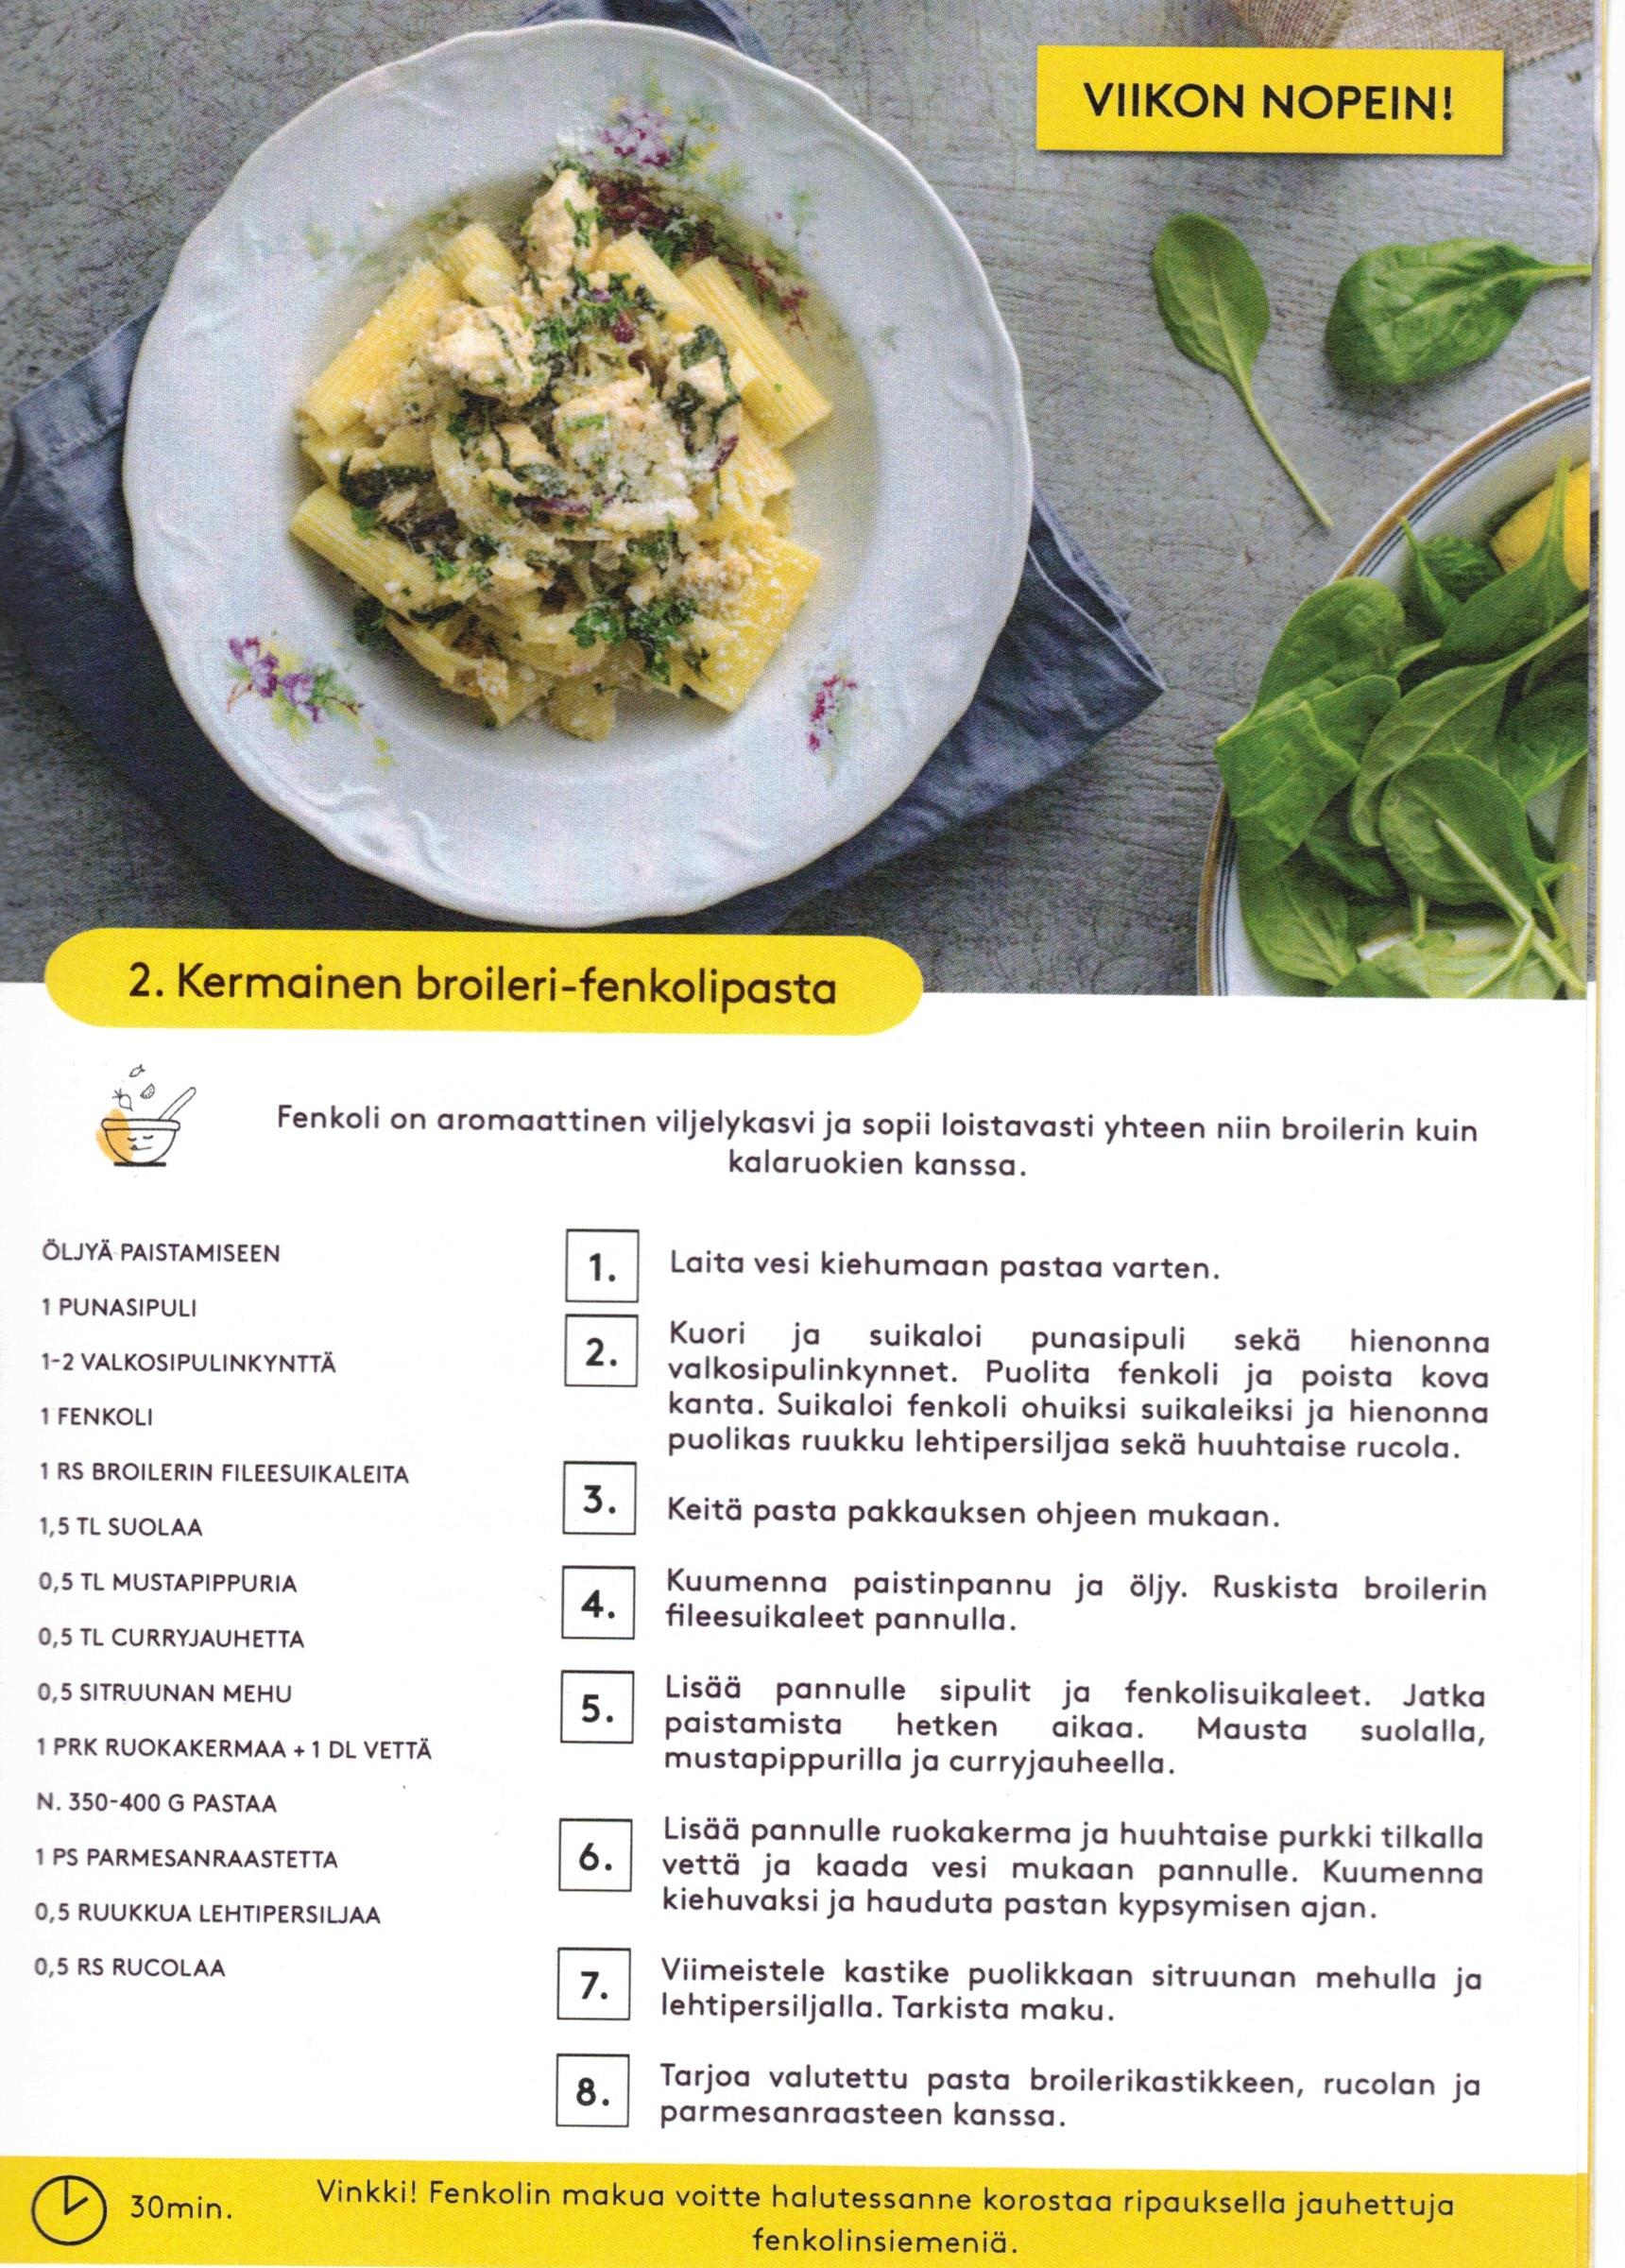 VIIKON NOPEIN!
2. Kermainen broileri-fenkolipasta
Fenkoli on aromaattinen viljelykasvi ja sopii loistavasti yhteen niin broilerin kuin
kalaruokien kanssa.
ÖLJYÄ PAISTAMISEEN
1 PUNASIPULI
1-2 VALKOSIPULINKYNTTÄ
1 FENKOLI
1 RS BROILERIN FILEESUIKALEITA
1,5 TL SUOLAA
0,5 TL MUSTAPIPPURIA
0,5 TL CURRYJAUHETTA
0,5 SITRUUNAN MEHU
1 PRK RUOKAKERMAA + 1 DL VETTÄ
N. 350-400 G PASTAA
1 PS PARMESANRAASTETTA
0,5 RUUKKUA LEHTIPERSILJAA
0,5 RS RUCOLAA
1. Laita vesi kiehumaan pastaa varten.
2. Kuori ja suikaloi punasipuli sekä hienonna
valkosipulinkynnet. Puolita fenkoli ja poista kova
kanta. Suikaloi fenkoli ohuiksi suikaleiksi ja hienonna
puolikas ruukku lehtipersiljaa sekä huuhtaise rucola.
3. Keitä pasta pakkauksen ohjeen mukaan.
4. Kuumenna paistinpannu ja öljy. Ruskista broilerin
fileesuikaleet pannulla.
5. Lisää pannulle sipulit ja fenkolisuikaleet. Jatka
paistamista hetken aikaa. Mausta suolalla,
mustapippurilla ja curryjauheella.
6. Lisää pannulle ruokakerma ja huuhtaise purkki tilkalla
vettä ja kaada vesi mukaan pannulle. Kuumenna
kiehuvaksi ja hauduta pastan kypsymisen ajan.
7. Viimeistele kastike puolikkaan sitruunan mehulla ja
lehtipersiljalla. Tarkista maku.
8. Tarjoa valutettu pasta broilerikastikkeen, rucolan ja
parmesanraasteen kanssa.
30min.
Vinkki! Fenkolin makua voitte halutessanne korostaa ripauksella jauhettuja
fenkolinsiemeniä.